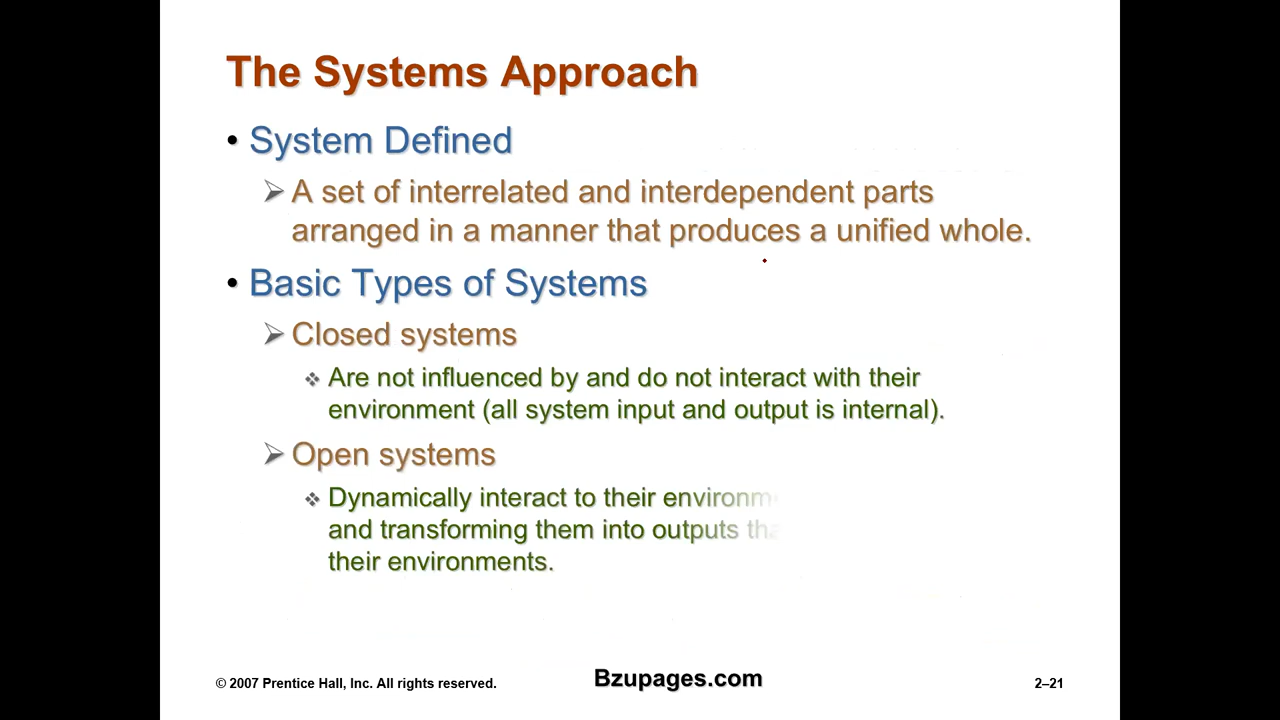 The Systems Approach
• System Defined
➢ A set of interrelated and interdependent parts
arranged in a manner that produces a unified whole.
• Basic Types of Systems
➢ Closed systems
❖ Are not influenced by and do not interact with their
environment (all system input and output is internal).
➢ Open systems
❖ Dynamically interact to their
and transforming them into outputs
their environments.
© 2007 Prentice Hall, Inc. All rights reserved.
Bzupages.com
2–21